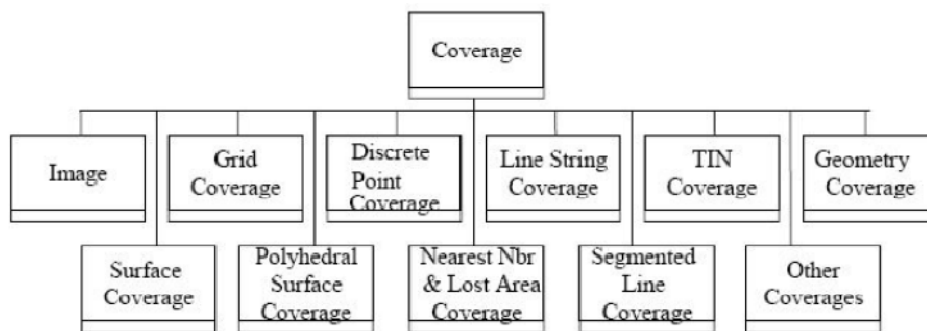 Coverage
Image
Grid
Coverage
Discrete
Point
Coverage
Line String
Coverage
TIN
Coverage
Geometry
Coverage
Surface
Coverage
Polyhedral
Surface
Coverage
Nearest Nbr
& Lost Area
Coverage
Segmented
Line
Coverage
Other
Coverages